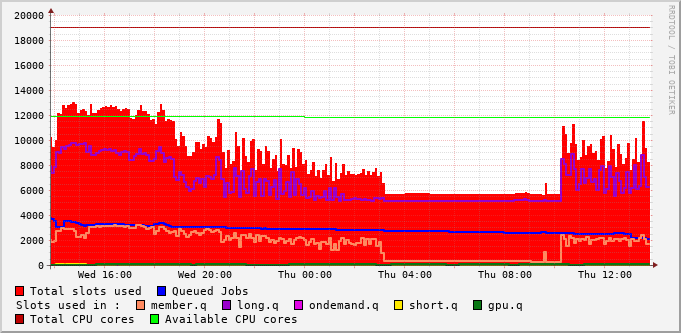 20000
18000
16000
14000
12000
10000
8000
6000
4000
2000
0
Wed 16:00 Wed 20:00 Thu 00:00 Thu 04:00 Thu 08:00 Thu 12:00
RRDTOOL / TOBI OETIKER
Total slots used Queued Jobs
Slots used in : member.q long.q ondemand.q short.q gpu.q
Total CPU cores Available CPU cores